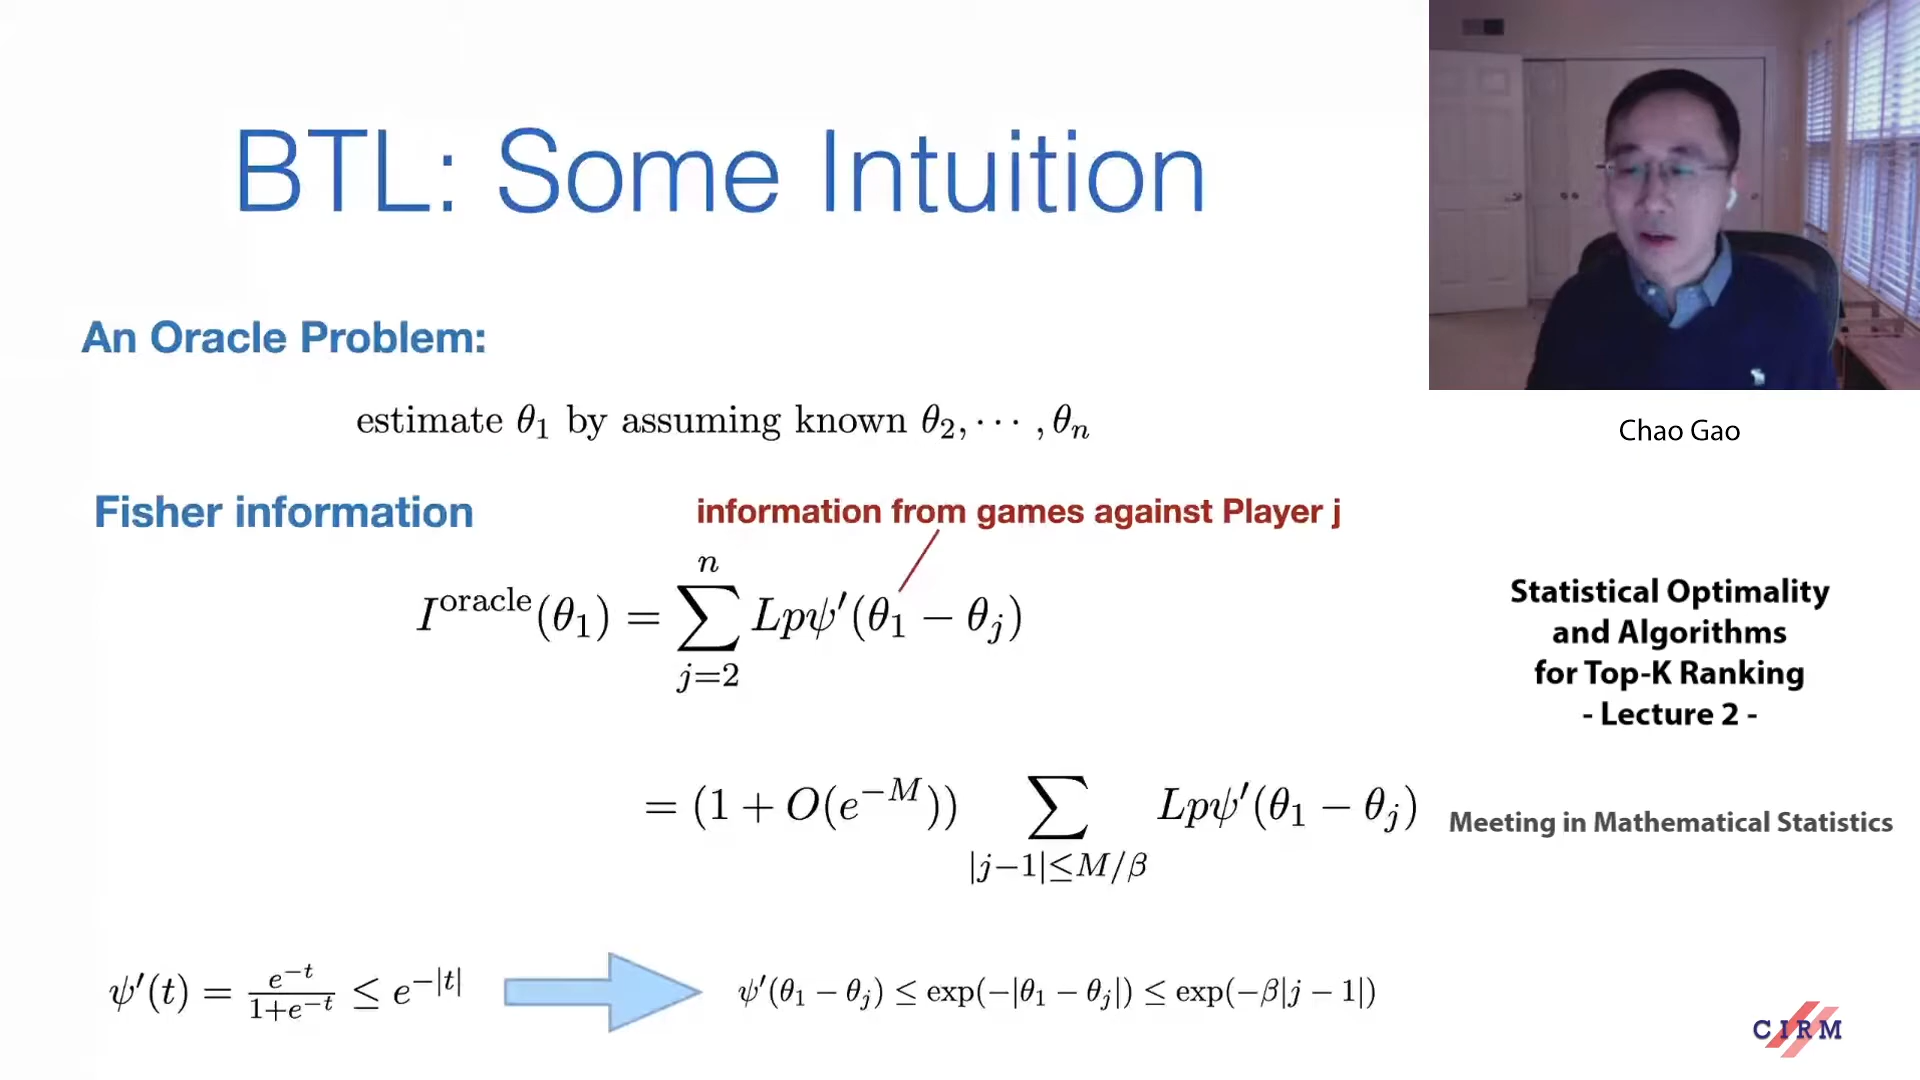 BTL: Some Intuition
An Oracle Problem:
estimate θ₁ by assuming known θ₂, ⋯ , θₙ
Fisher information
information from games against Player j
I^{oracle}(θ₁) = ∑_{j=2}^{n} Lpψ′(θ₁ − θⱼ)
= (1 + O(e^{−M})) ∑_{|j−1|≤M/β} Lpψ′(θ₁ − θⱼ)
ψ′(t) = \frac{e^{−t}}{1+e^{−t}} ≤ e^{−|t|}
ψ′(θ₁ − θⱼ) ≤ exp(−|θ₁ − θⱼ|) ≤ exp(−β|j − 1|)
Chao Gao
Statistical Optimality
and Algorithms
for Top-K Ranking
- Lecture 2 -
Meeting in Mathematical Statistics
CIRM